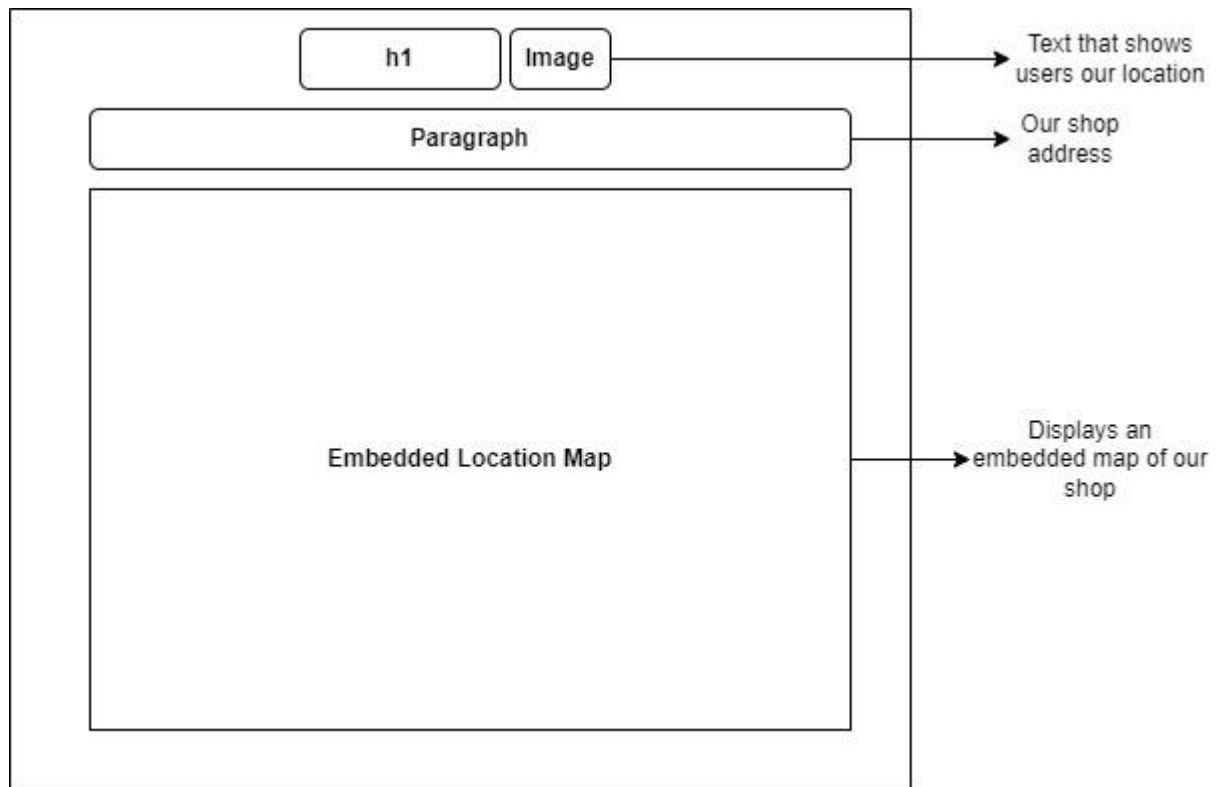 h1
Image
Text that shows
users our location
Paragraph
Our shop
address
Embedded Location Map
Displays an
embedded map of our
shop